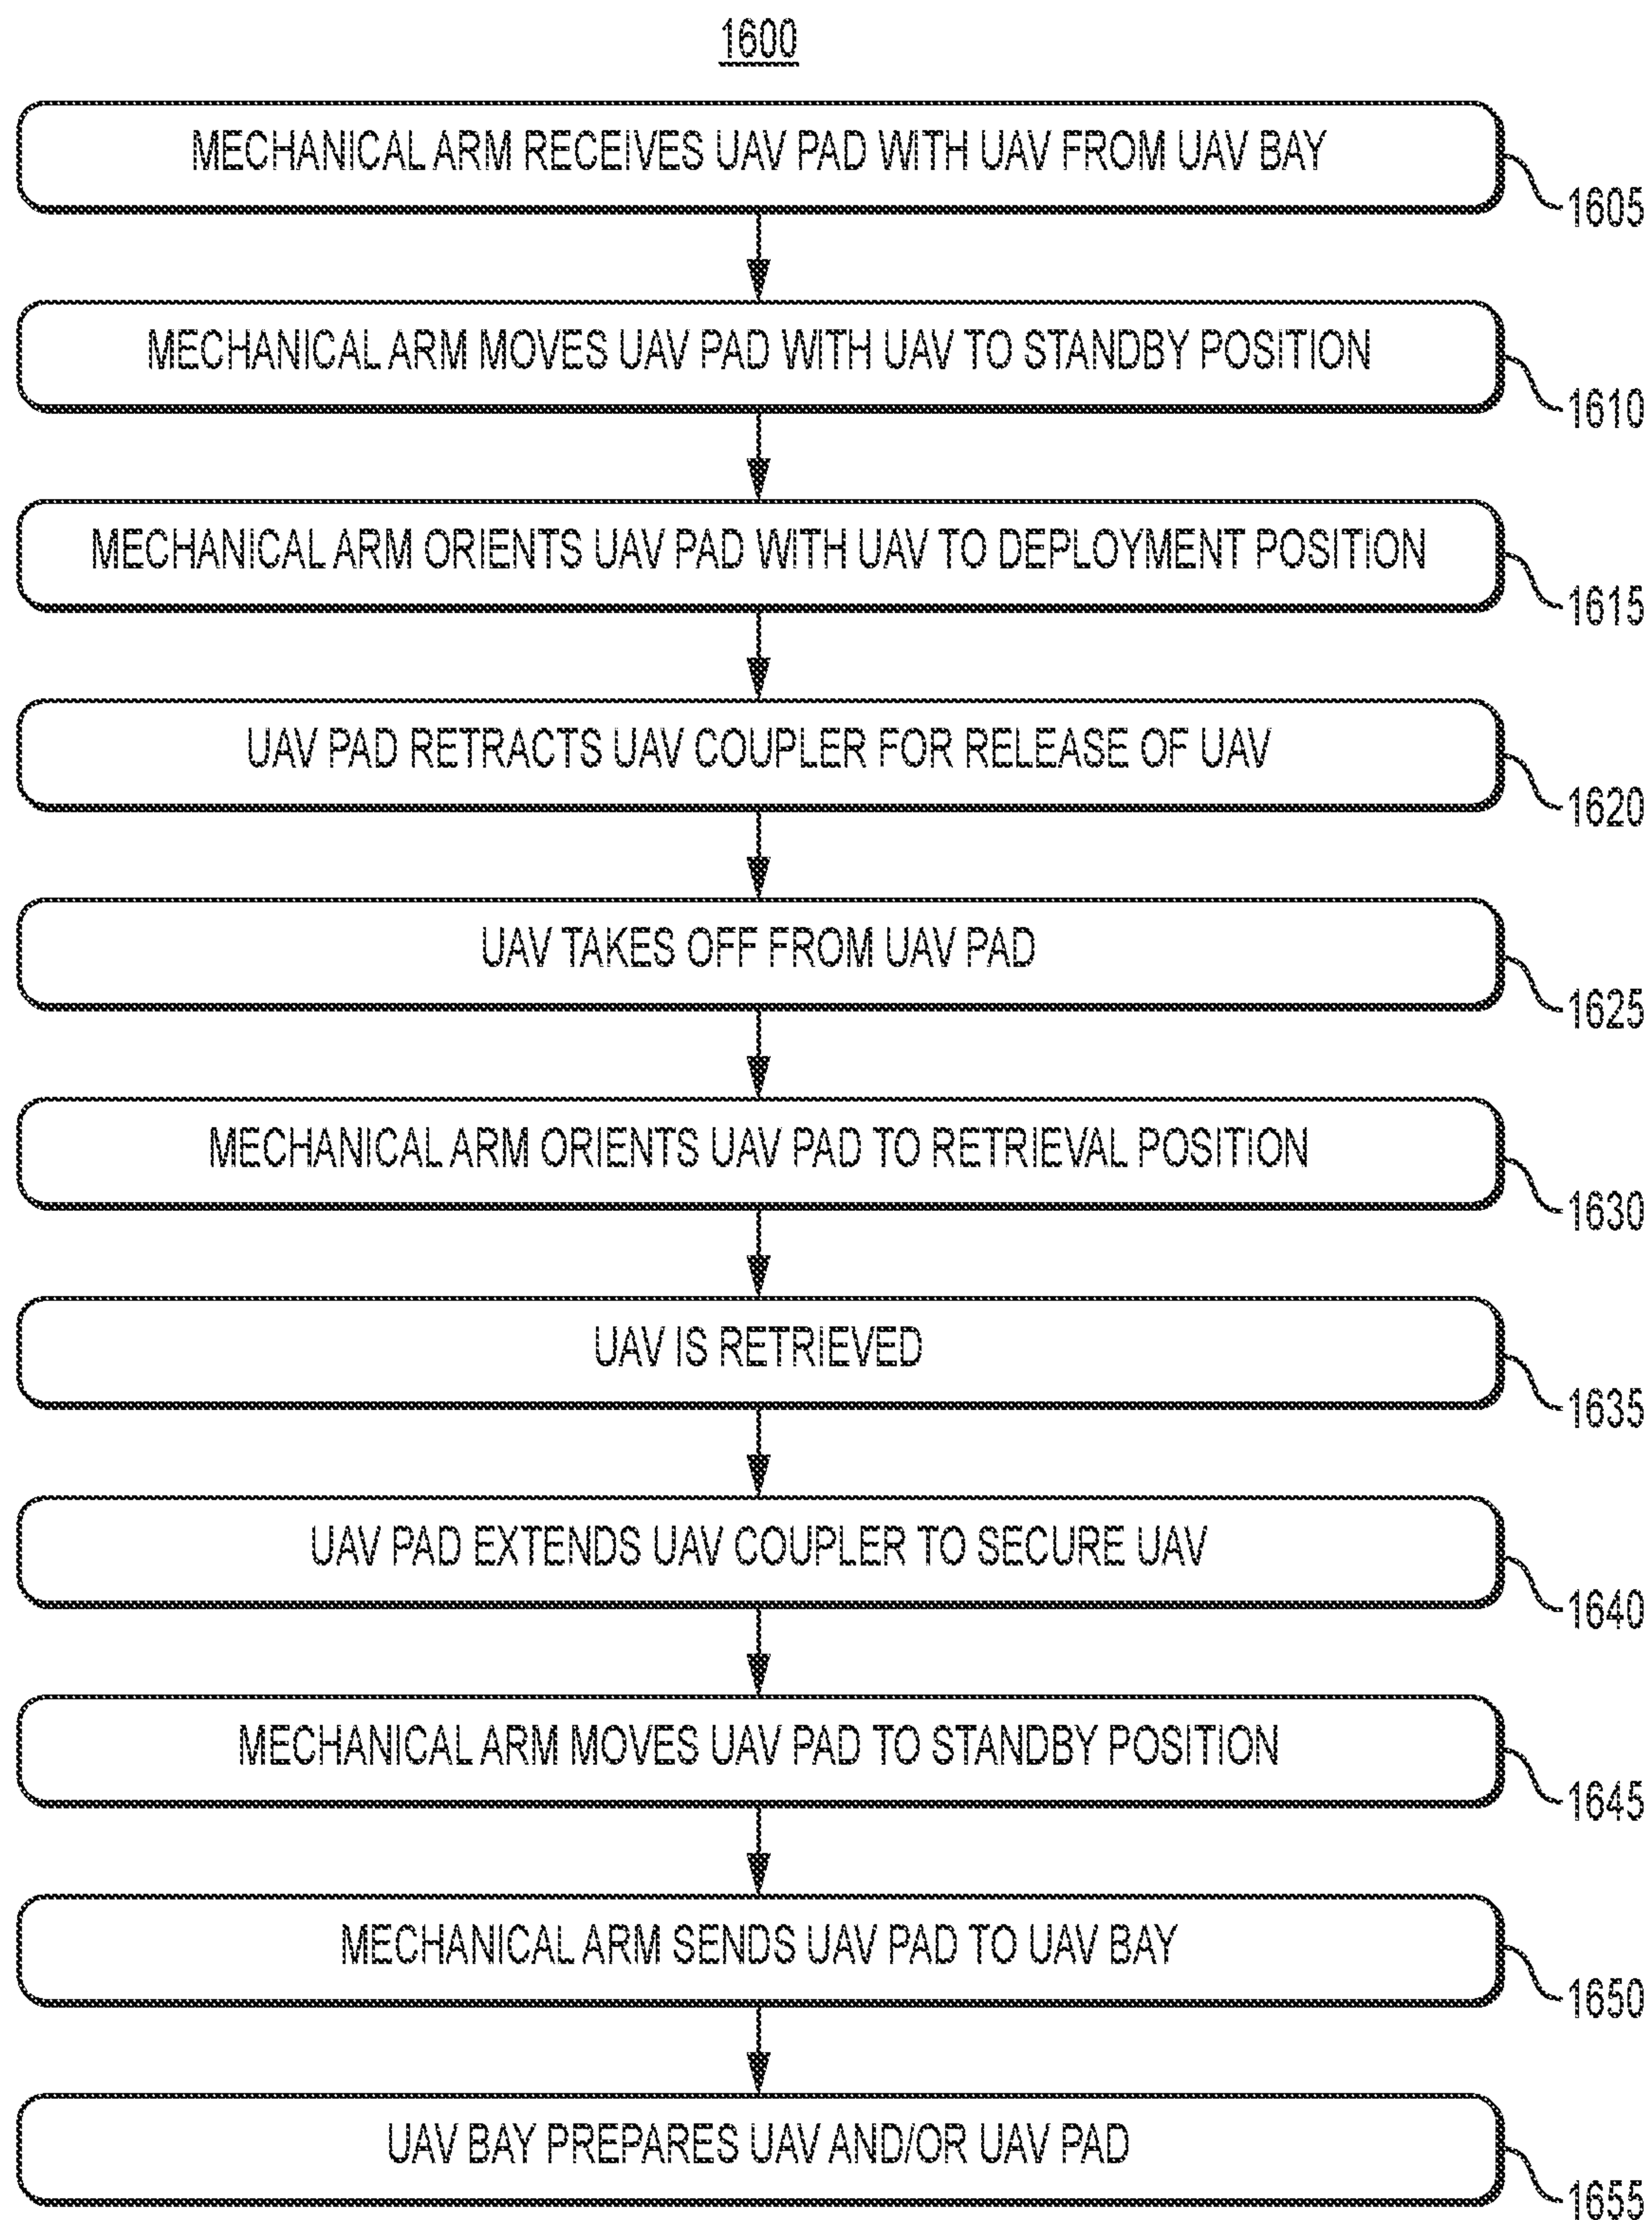 1600
MECHANICAL ARM RECEIVES UAV PAD WITH UAV FROM UAV BAY
1605
MECHANICAL ARM MOVES UAV PAD WITH UAV TO STANDBY POSITION
1610
MECHANICAL ARM ORIENTS UAV PAD WITH UAV TO DEPLOYMENT POSITION
1615
UAV PAD RETRACTS UAV COUPLER FOR RELEASE OF UAV
1620
UAV TAKES OFF FROM UAV PAD
1625
MECHANICAL ARM ORIENTS UAV PAD TO RETRIEVAL POSITION
1630
UAV IS RETRIEVED
1635
UAV PAD EXTENDS UAV COUPLER TO SECURE UAV
1640
MECHANICAL ARM MOVES UAV PAD TO STANDBY POSITION
1645
MECHANICAL ARM SENDS UAV PAD TO UAV BAY
1650
UAV BAY PREPARES UAV AND/OR UAV PAD
1655